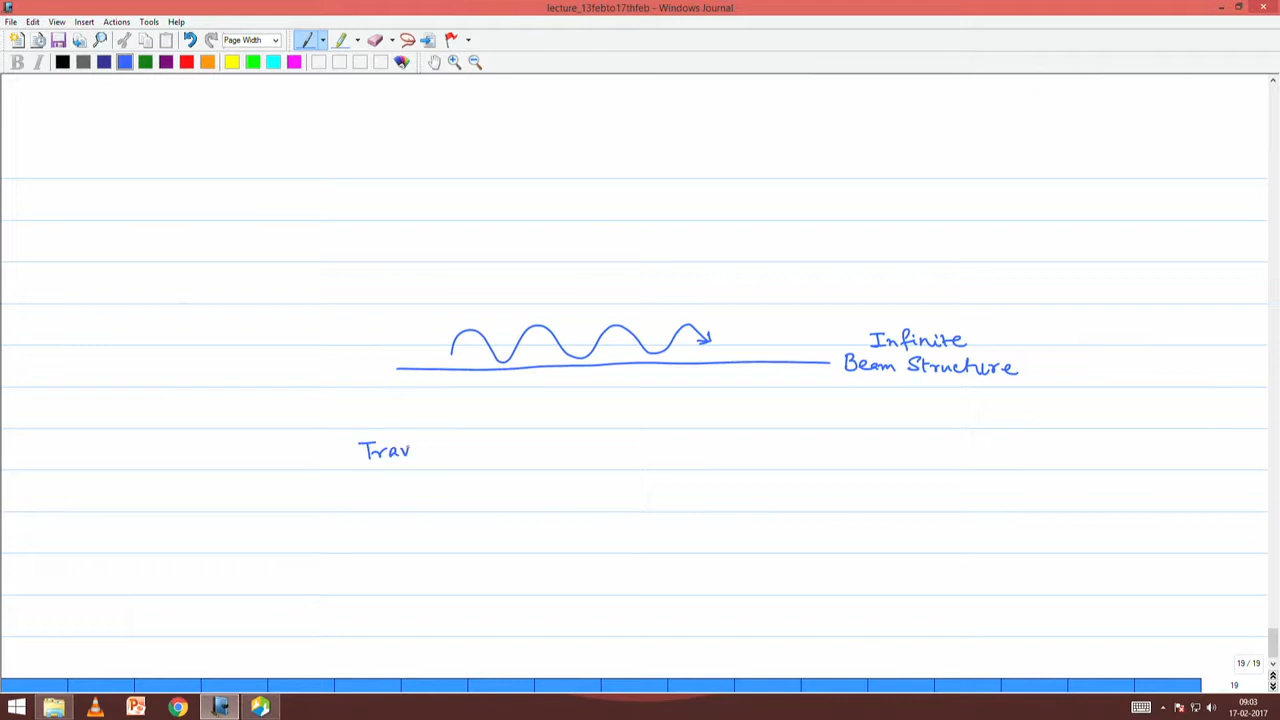 lecture_13febto17thfeb - Windows Journal
File Edit View Insert Actions Tools Help
Page Width
B I
Infinite
Beam Structure
Trav
19 / 19
19
09:03
17-02-2017